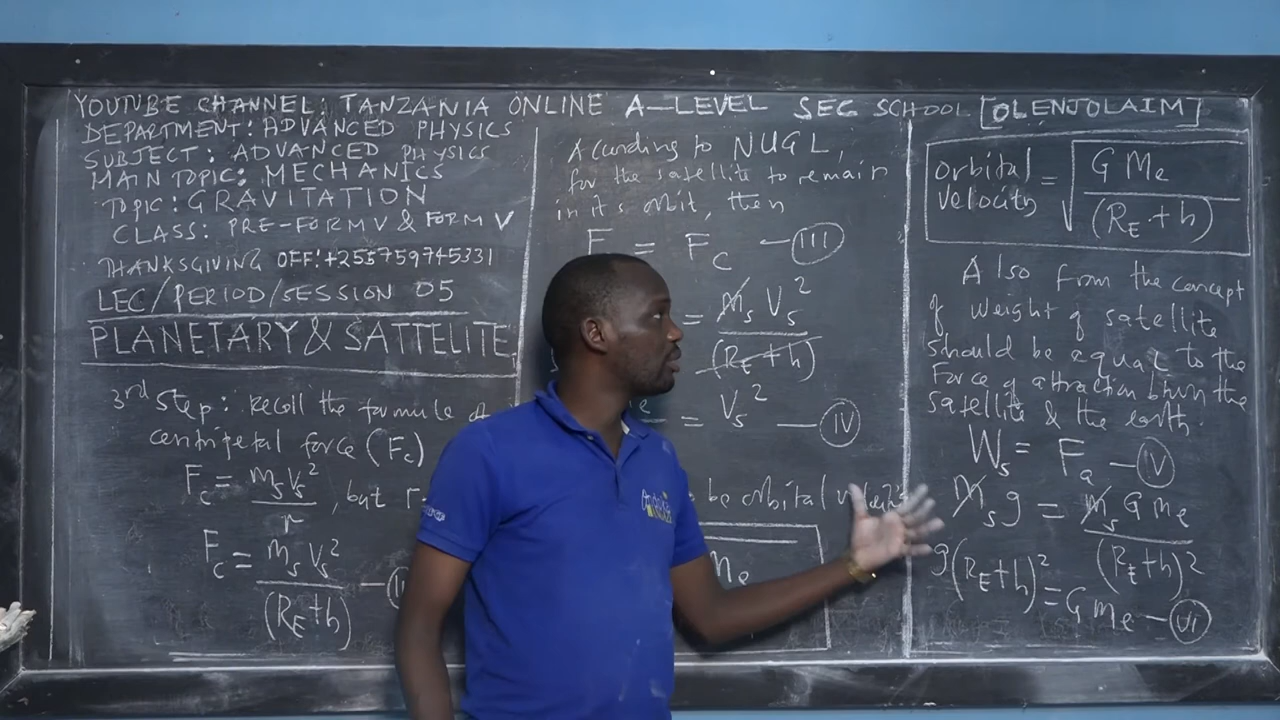 YOUTUBE CHANNEL: TANZANIA ONLINE A-LEVEL SEC SCHOOL [OLENJOLAIM]
DEPARTMENT: ADVANCED PHYSICS
SUBJECT: ADVANCED PHYSICS
MAIN TOPIC: MECHANICS
TOPIC: GRAVITATION
CLASS: PRE-FORM V & FORM V
THANKSGIVING OFF: +255759745331
LEC/PERIOD/SESSION 05
PLANETARY & SATTELITE
3rd Step: Recall the formula of
centripetal force (Fc)
Fc = msvs²/r, but r
Fc = msVs²/(RE+h)
According to NUGL,
for the satellite to remain
in it's orbit, then
F = Fc — (III)
= MsVs²/(RE+h)
= Vs² — (IV)
be orbital
me
Orbital Velocity = √(GMe/(RE+h))
Also from the concept
of weight of satellite
should be equal to the
Force of attraction btwn the
satellite & the earth.
Ws = Fa — (V)
Msg = msGme/(RE+h)²
g(RE+h)² = Gme — (VI)